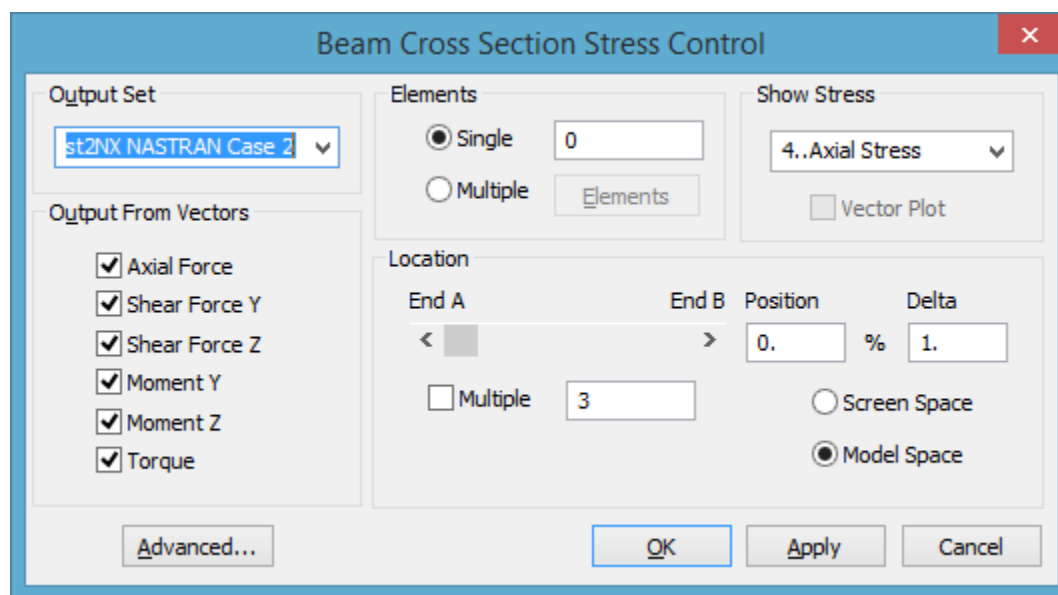 Beam Cross Section Stress Control
Output Set
st2NX NASTRAN Case 2
Elements
Single 0
Multiple Elements
Show Stress
4..Axial Stress
Vector Plot
Output From Vectors
Axial Force
Shear Force Y
Shear Force Z
Moment Y
Moment Z
Torque
Location
End A End B Position Delta
0. % 1.
Multiple 3
Screen Space
Model Space
Advanced... OK Apply Cancel